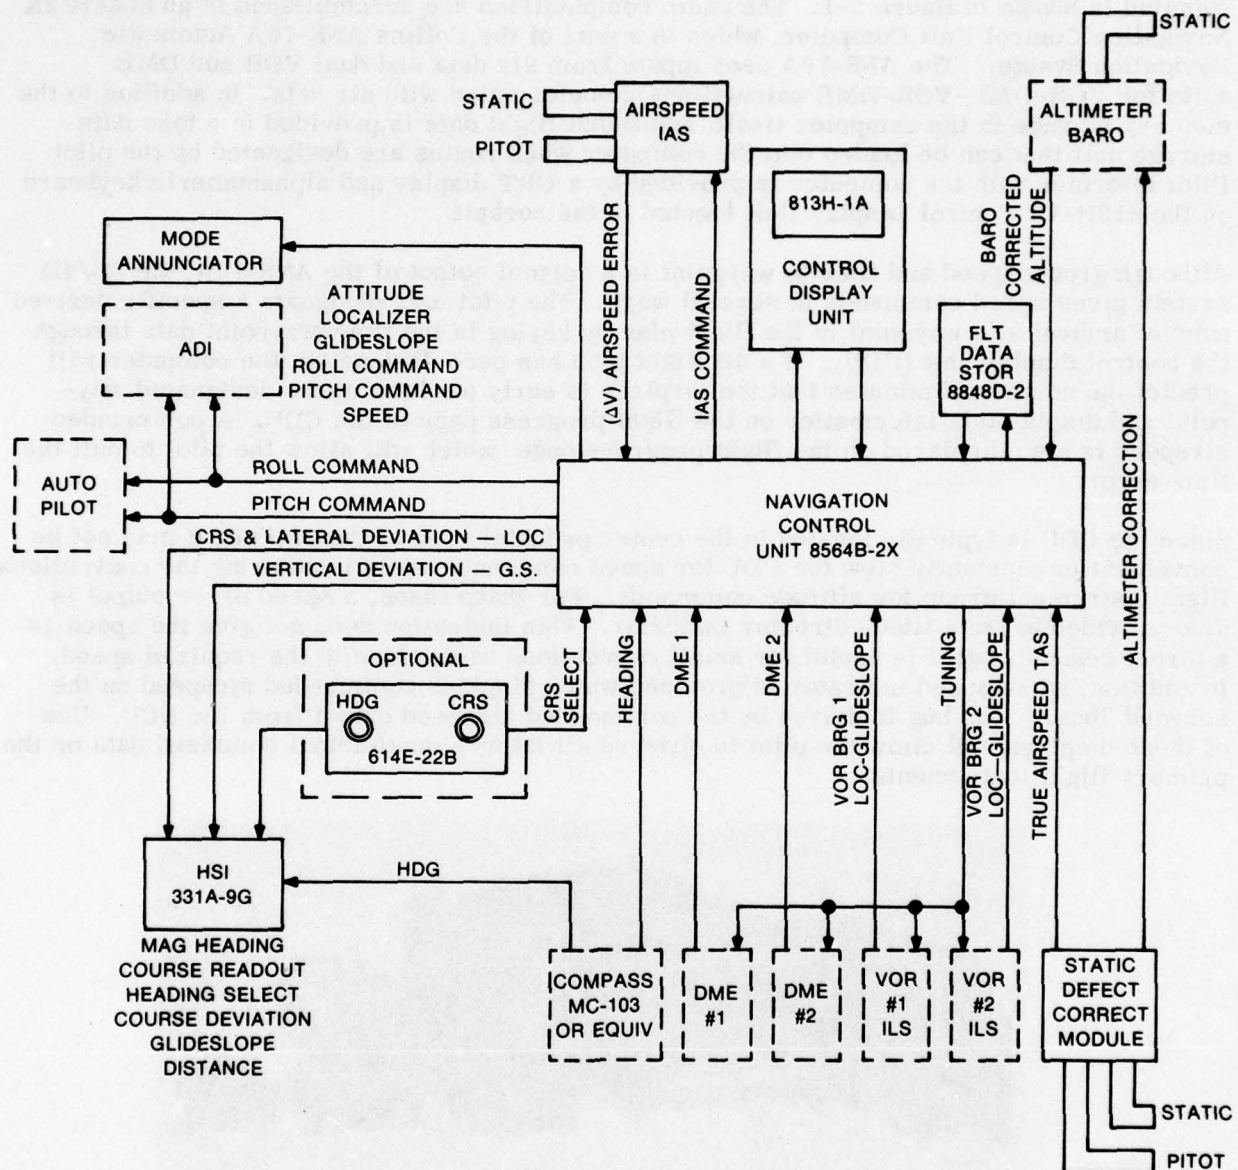 STATIC
STATIC
PITOT
AIRSPEED
IAS
ALTIMETER
BARO
813H-1A
CONTROL
DISPLAY
UNIT
(ΔV) AIRSPEED ERROR
IAS COMMAND
BARO
CORRECTED
ALTITUDE
FLT
DATA
STOR
8848D-2
ALTIMETER CORRECTION
MODE
ANNUNCIATOR
ADI
ATTITUDE
LOCALIZER
GLIDESLOPE
ROLL COMMAND
PITCH COMMAND
SPEED
AUTO
PILOT
ROLL COMMAND
PITCH COMMAND
CRS & LATERAL DEVIATION — LOC
VERTICAL DEVIATION — G.S.
NAVIGATION
CONTROL
UNIT 8564B-2X
OPTIONAL
HDG CRS
614E-22B
CRS
SELECT
HEADING
DME 1
DME 2
VOR BRG 1
LOC-GLIDESLOPE
TUNING
VOR BRG 2
LOC-GLIDESLOPE
TRUE AIRSPEED TAS
HSI
331A-9G
HDG
MAG HEADING
COURSE READOUT
HEADING SELECT
COURSE DEVIATION
GLIDESLOPE
DISTANCE
COMPASS
MC-103
OR EQUIV
DME
#1
DME
#2
VOR
#1
ILS
VOR
#2
ILS
STATIC
DEFECT
CORRECT
MODULE
STATIC
PITOT